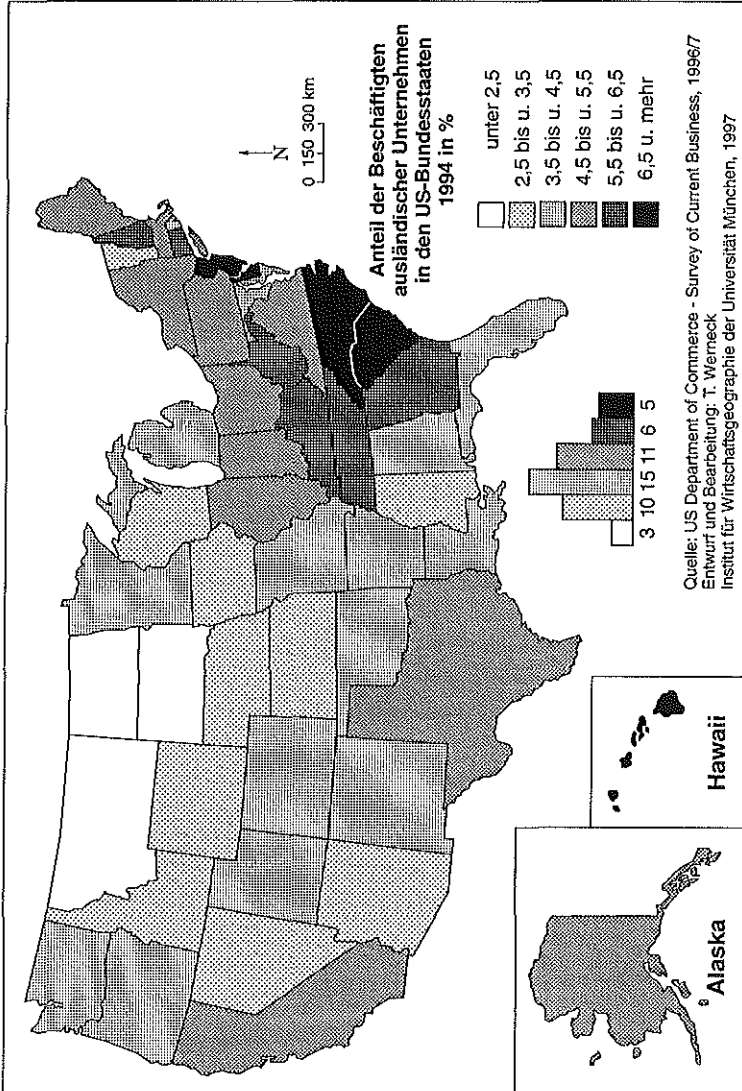 N
0 150 300 km
Anteil der Beschäftigten
ausländischer Unternehmen
in den US-Bundesstaaten
1994 in %
unter 2,5
2,5 bis u. 3,5
3,5 bis u. 4,5
4,5 bis u. 5,5
5,5 bis u. 6,5
6,5 u. mehr
3 10 15 11 6 5
Quelle: US Department of Commerce - Survey of Current Business, 1996/7
Entwurf und Bearbeitung: T. Werneck
Institut für Wirtschaftsgeographie der Universität München, 1997
Alaska
Hawaii